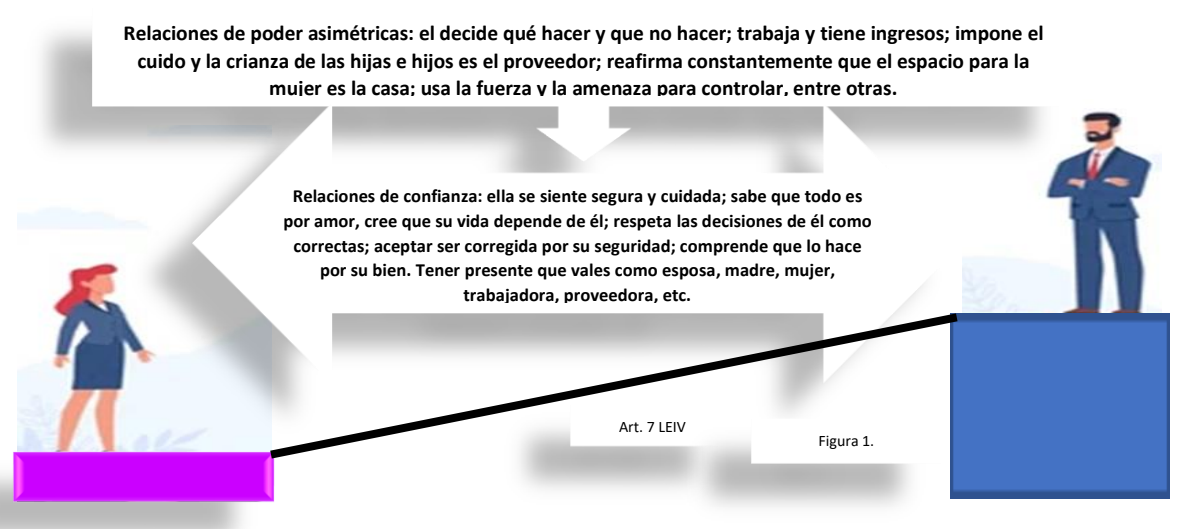 Relaciones de poder asimétricas: el decide qué hacer y que no hacer; trabaja y tiene ingresos; impone el
cuido y la crianza de las hijas e hijos es el proveedor; reafirma constantemente que el espacio para la
mujer es la casa; usa la fuerza y la amenaza para controlar, entre otras.
Relaciones de confianza: ella se siente segura y cuidada; sabe que todo es
por amor, cree que su vida depende de él; respeta las decisiones de él como
correctas; aceptar ser corregida por su seguridad; comprende que lo hace
por su bien. Tener presente que vales como esposa, madre, mujer,
trabajadora, proveedora, etc.
Art. 7 LEIV
Figura 1.